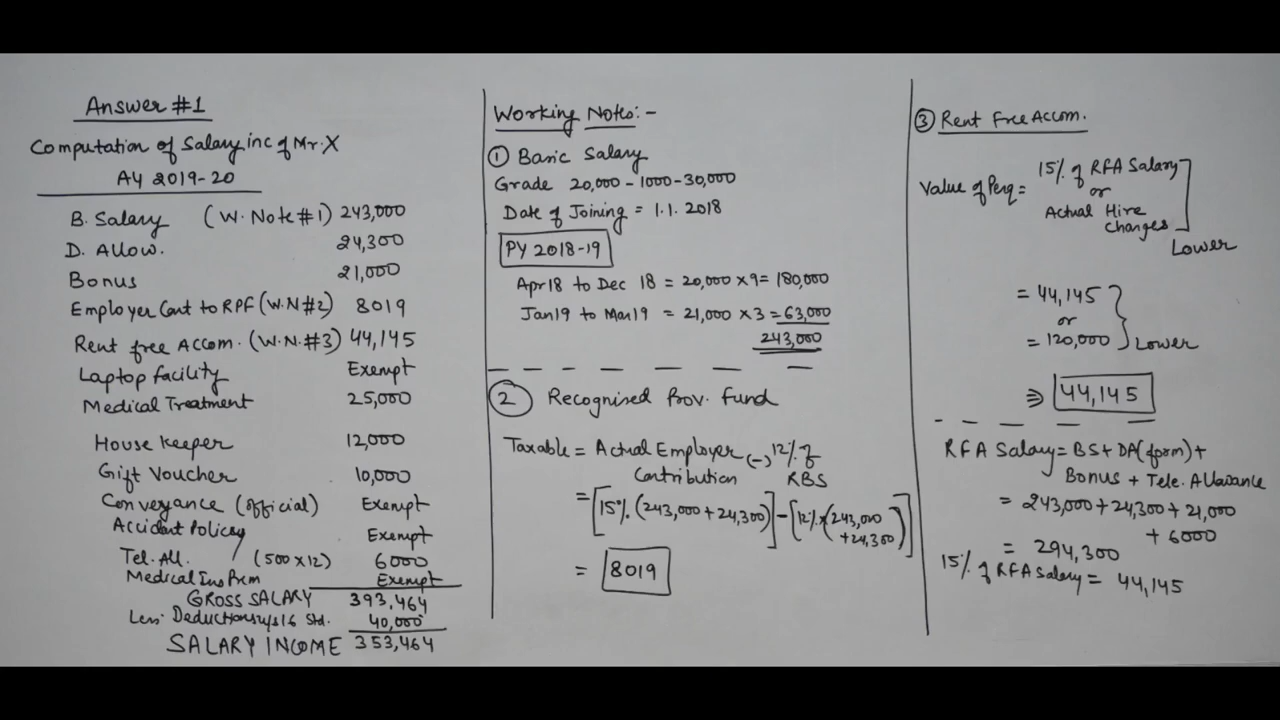 Answer #1
Computation of Salary inc of Mr. X
AY 2019-20
B. Salary (W. Note #1) 243,000
D. Allow. 24,300
Bonus 21,000
Employer Cont to RPF (W.N#2) 8019
Rent free Accom. (W.N.#3) 44,145
Laptop facility Exempt
Medical Treatment 25,000
House keeper 12,000
Gift Voucher 10,000
Conveyance (official) Exempt
Accident Policy Exempt
Tel. All. (500 x 12) 6000
Medical Ins Prem Exempt
GROSS SALARY 393,464
Less: Deduction u/s 16 Std. 40,000
SALARY INCOME 353,464
Working Notes:-
① Basic Salary
Grade 20,000 - 1000 - 30,000
Date of Joining = 1.1. 2018
PY 2018-19
Apr18 to Dec 18 = 20,000 x 9 = 180,000
Jan19 to Mar19 = 21,000 x 3 = 63,000
243,000
② Recognised Prov. Fund
Taxable = Actual Employer (-) 12% of
Contribution RBS
= [15% (243,000 + 24,300)] - [12% x (243,000
+ 24,300)]
= 8019
③ Rent Free Accom.
Value of Perq = 15% of RFA Salary
or
Actual Hire
Charges
Lower
= 44,145
or
= 120,000 Lower
⇒ 44,145
RFA Salary = BS + DA (form) +
Bonus + Tele. Allowance
= 243,000 + 24,300 + 21,000
+ 6000
= 294,300
15% of RFA Salary = 44,145